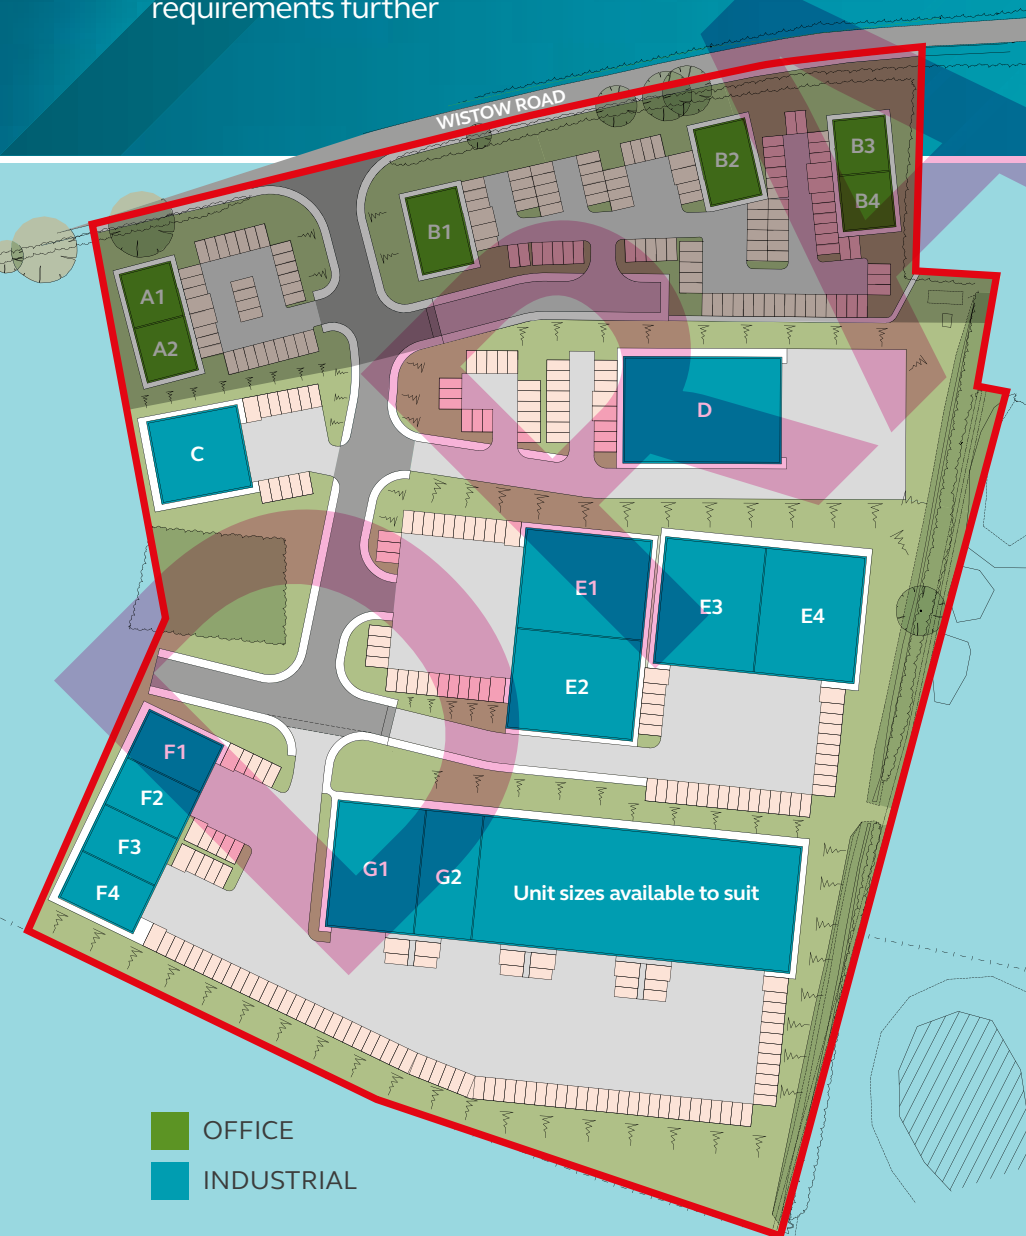 requirements further
WISTOW ROAD
B1
B2
B3
B4
A1
A2
C
D
E1
E2
E3
E4
F1
F2
F3
F4
G1
G2
Unit sizes available to suit
OFFICE
INDUSTRIAL